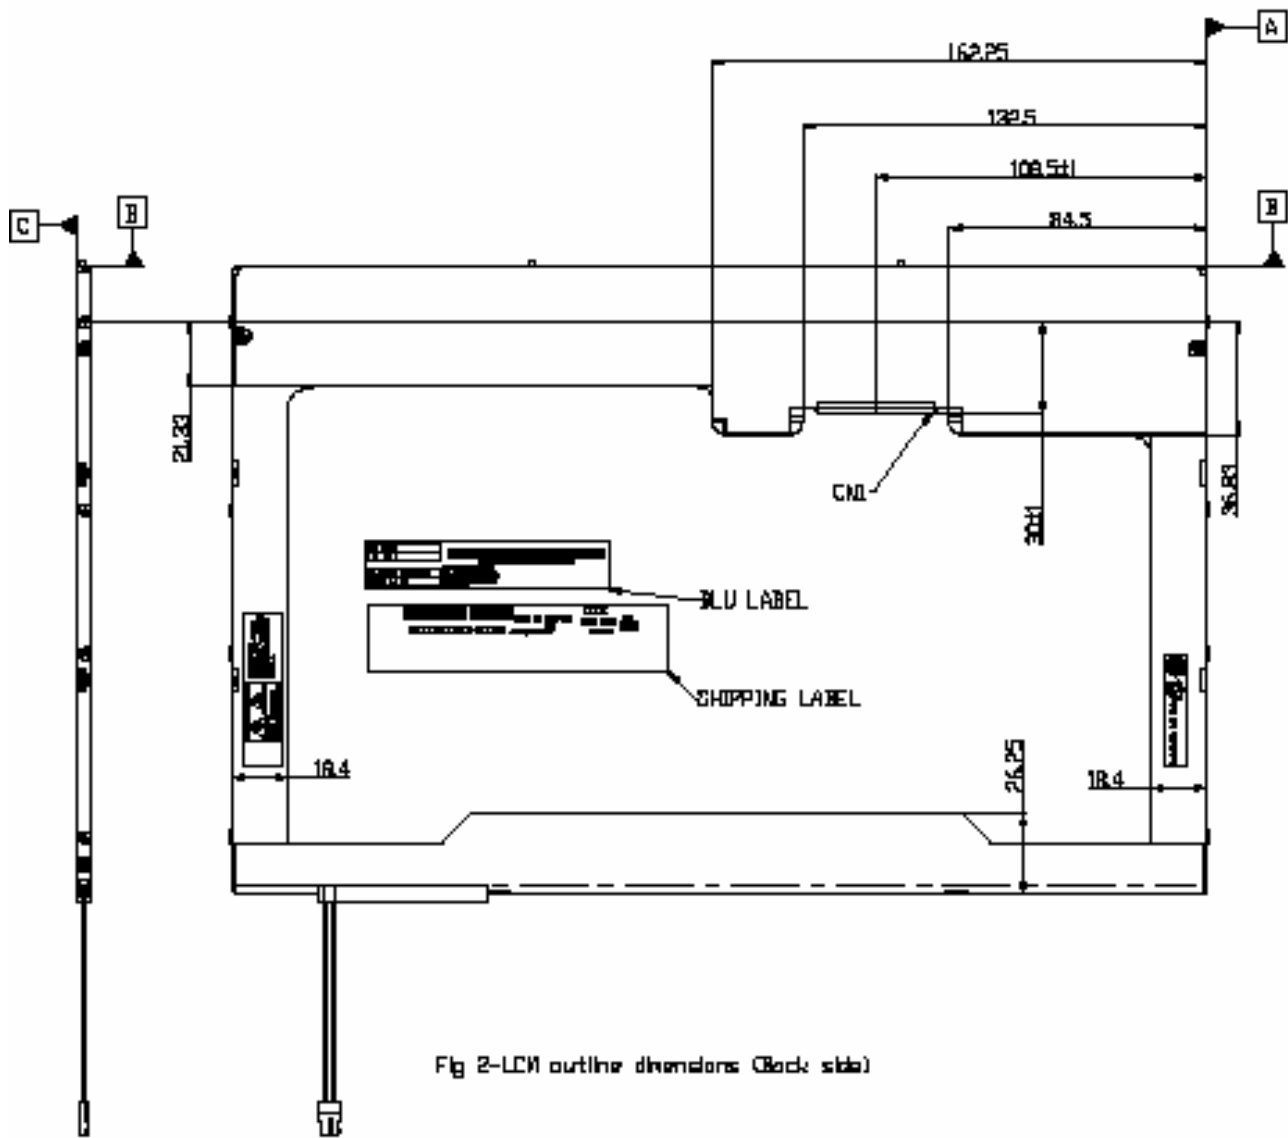 A
162.25
132.5
108.5±1
84.5
C
B
B
21.33
CN1
30±1
36.83
BLU LABEL
SHIPPING LABEL
18.4
26.25
18.4
Fig 2-LCM outline dimensions (Back side)